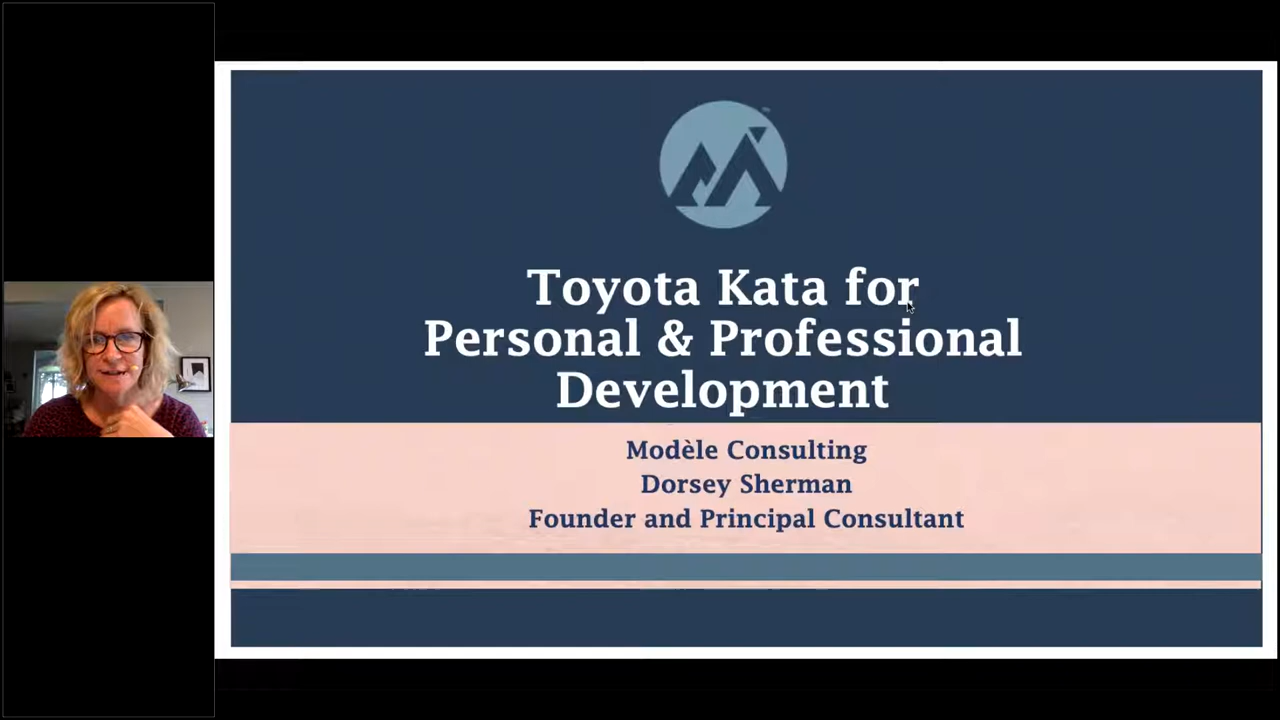 Toyota Kata for
Personal & Professional
Development
Modèle Consulting
Dorsey Sherman
Founder and Principal Consultant